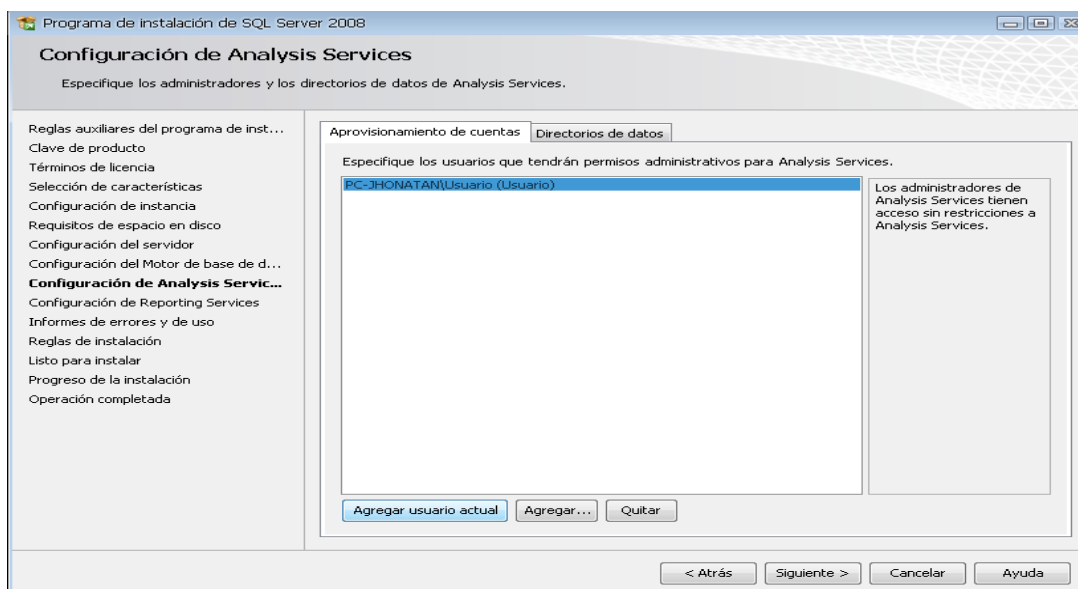 Programa de instalación de SQL Server 2008
Configuración de Analysis Services
Especifique los administradores y los directorios de datos de Analysis Services.
Reglas auxiliares del programa de inst...
Clave de producto
Términos de licencia
Selección de características
Configuración de instancia
Requisitos de espacio en disco
Configuración del servidor
Configuración del Motor de base de d...
Configuración de Analysis Servic...
Configuración de Reporting Services
Informes de errores y de uso
Reglas de instalación
Listo para instalar
Progreso de la instalación
Operación completada
Aprovisionamiento de cuentas
Directorios de datos
Especifique los usuarios que tendrán permisos administrativos para Analysis Services.
PC-JHONATAN\Usuario (Usuario)
Los administradores de
Analysis Services tienen
acceso sin restricciones a
Analysis Services.
Agregar usuario actual
Agregar...
Quitar
< Atrás
Siguiente >
Cancelar
Ayuda